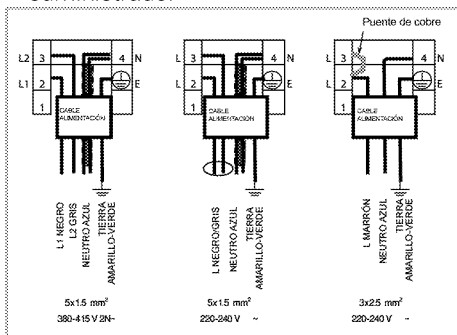 suministrador
Puente de cobre
L2 3 4 N
L1 2 E
1
CABLE
ALIMENTACIÓN
L1 NEGRO
L2 GRIS
NEUTRO AZUL
TIERRA
AMARILLO-VERDE
5x1.5 mm²
380-415 V 2N~
L 3 4 N
L 2 E
1
CABLE
ALIMENTACIÓN
L NEGRO/GRIS
NEUTRO AZUL
TIERRA
AMARILLO-VERDE
5x1.5 mm²
220-240 V ~
L 3 4 N
L 2 E
1
CABLE
ALIMENTACIÓN
L MARRÓN
NEUTRO AZUL
TIERRA
AMARILLO-VERDE
3x2.5 mm²
220-240 V ~